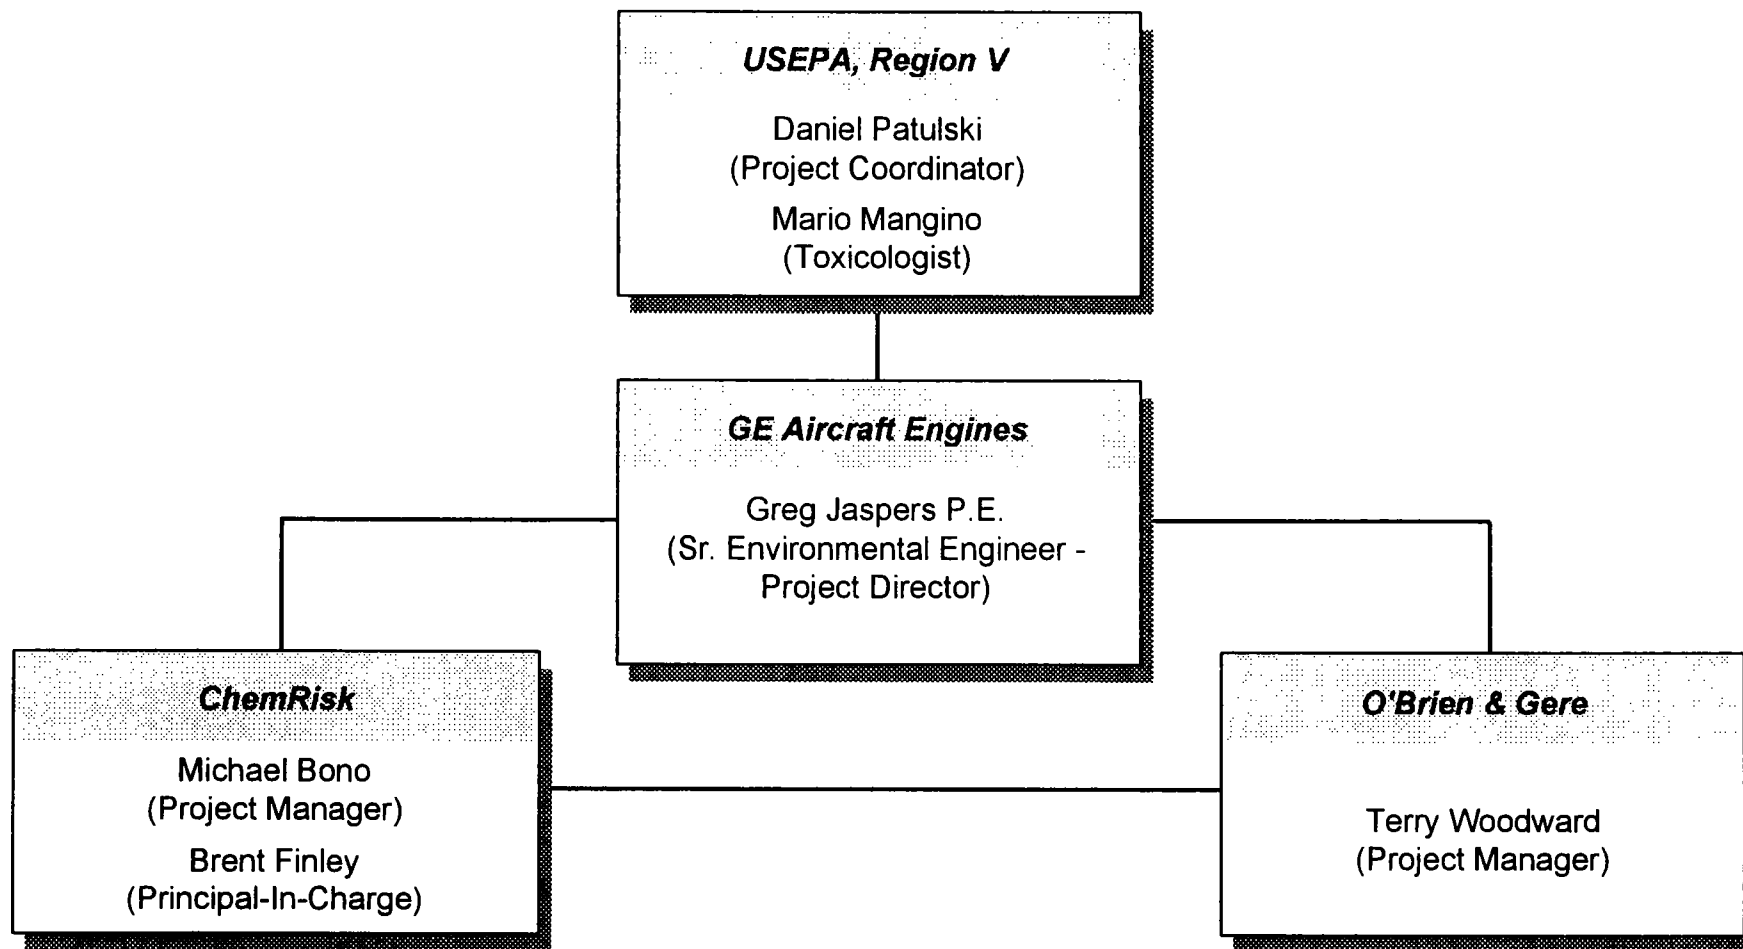 USEPA, Region V
Daniel Patulski
(Project Coordinator)
Mario Mangino
(Toxicologist)
GE Aircraft Engines
Greg Jaspers P.E.
(Sr. Environmental Engineer -
Project Director)
ChemRisk
Michael Bono
(Project Manager)
Brent Finley
(Principal-In-Charge)
O'Brien & Gere
Terry Woodward
(Project Manager)